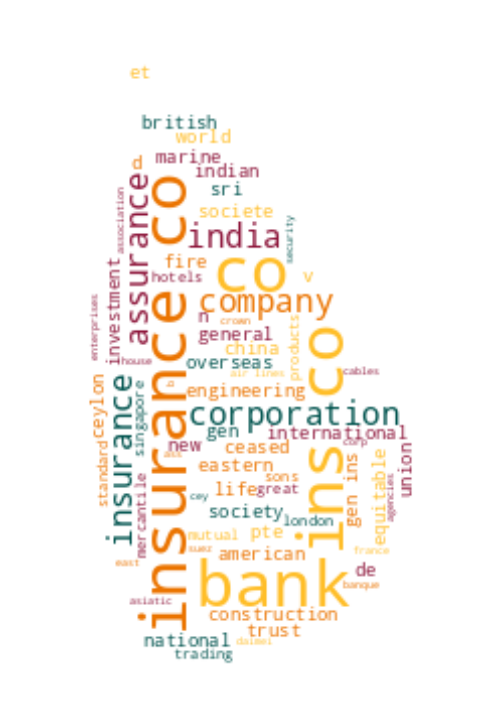 et
british
world
marine
d
indian
sri
societe
association
assurance
insurance co
india
security
fire
co
v
hotels
investment
company
n
crown
enterprises
general
products
china
co
overseas
house
air lines
cables
a
engineering
ceylon
insurance
singapore
corporation
gen
international
new
ceased
corp
union
eastern
standard
sons
gen ins
equitable
ins
life
great
cey
agencies
mercantile
society
london
mutual
pte
suez
american
france
east
bank
de
banque
asiatic
construction
trust
national
daimei
trading